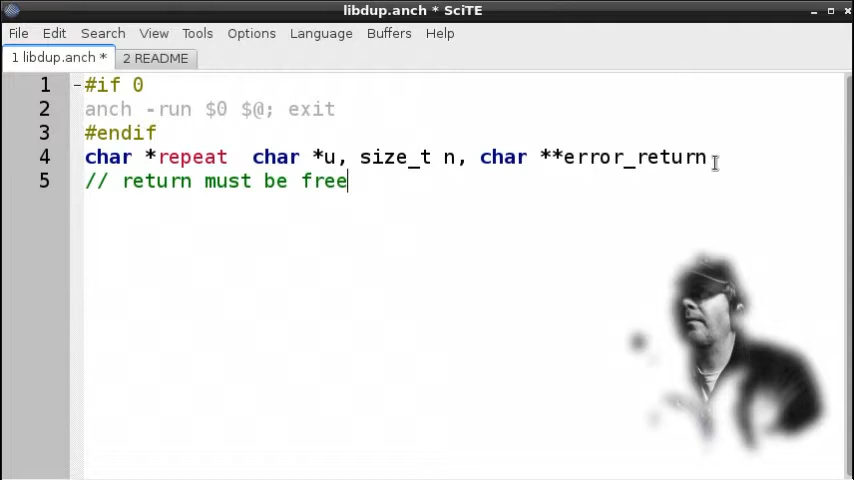 libdup.anch * SciTE
File Edit Search View Tools Options Language Buffers Help
1 libdup.anch * 2 README
1 #if 0
2 anch -run $0 $@; exit
3 #endif
4 char *repeat  char *u, size_t n, char **error_return
5 // return must be free